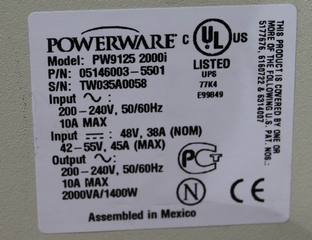 POWERWARE
Model: PW9125 2000i
P/N: 05146003-5501
S/N: TW035A0058
Input ∿ :
200-240V, 50/60Hz
10A MAX
Input ⎓ : 48V, 38A (NOM)
42-55V, 45A (MAX)
Output ∿ :
200-240V, 50/60Hz
10A MAX
2000VA/1400W
Assembled in Mexico
C UL US
LISTED
UPS
77K4
E99849
PCT
N
THIS PRODUCT IS
COVERED BY ONE OR
MORE OF THE FOLLOWING
U.S. PAT. NOS.:
5177676, 6160722 & 6314007